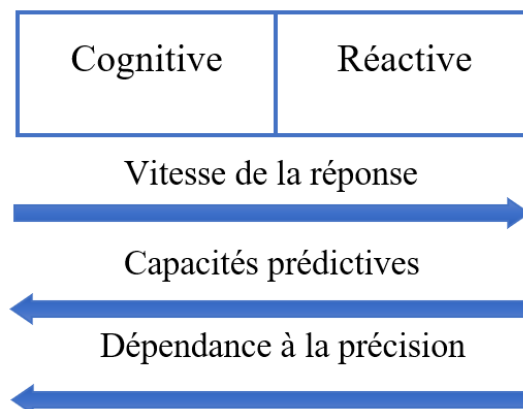 Cognitive Réactive
Vitesse de la réponse
Capacités prédictives
Dépendance à la précision